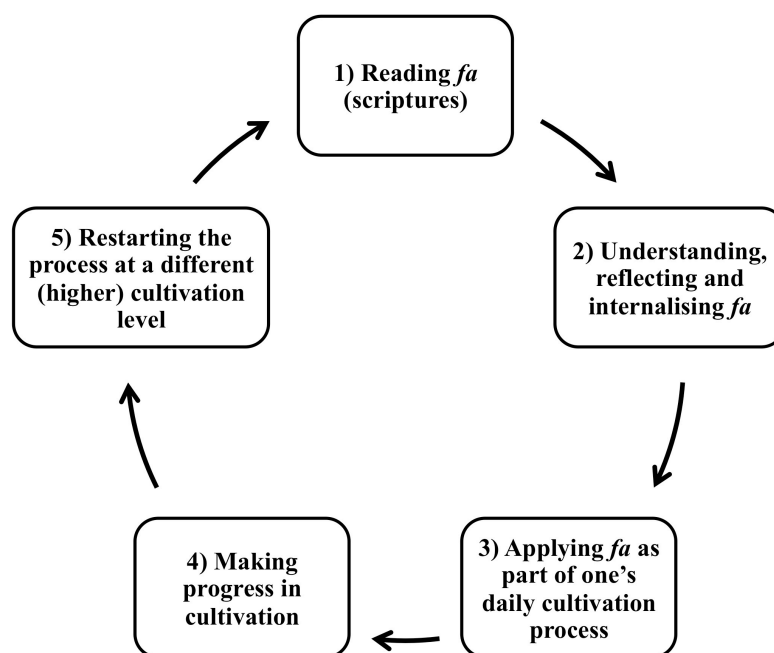 1) Reading fa
(scriptures)
2) Understanding,
reflecting and
internalising fa
3) Applying fa as
part of one’s
daily cultivation
process
4) Making
progress in
cultivation
5) Restarting the
process at a different
(higher) cultivation
level